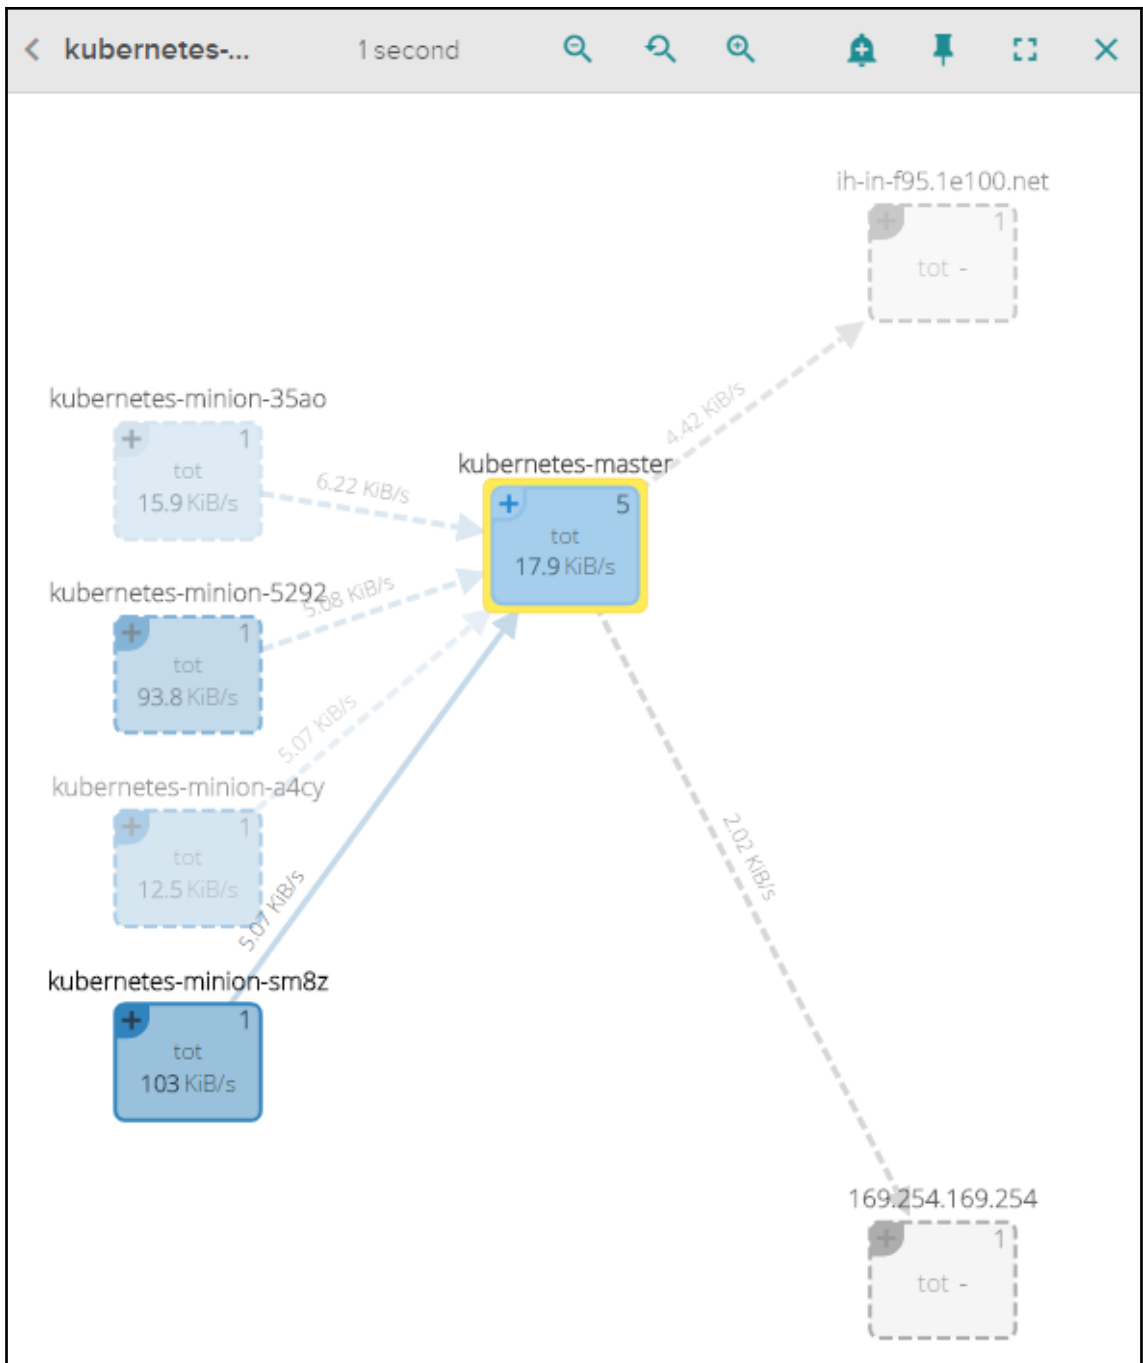 kubernetes-...
1 second
ih-in-f95.1e100.net
1
tot -
4.42 KiB/s
kubernetes-minion-35ao
1
tot
15.9 KiB/s
6.22 KiB/s
kubernetes-master
5
tot
17.9 KiB/s
kubernetes-minion-5292
1
tot
93.8 KiB/s
5.08 KiB/s
kubernetes-minion-a4cy
1
tot
12.5 KiB/s
5.07 KiB/s
kubernetes-minion-sm8z
1
tot
103 KiB/s
5.07 KiB/s
2.02 KiB/s
169.254.169.254
1
tot -